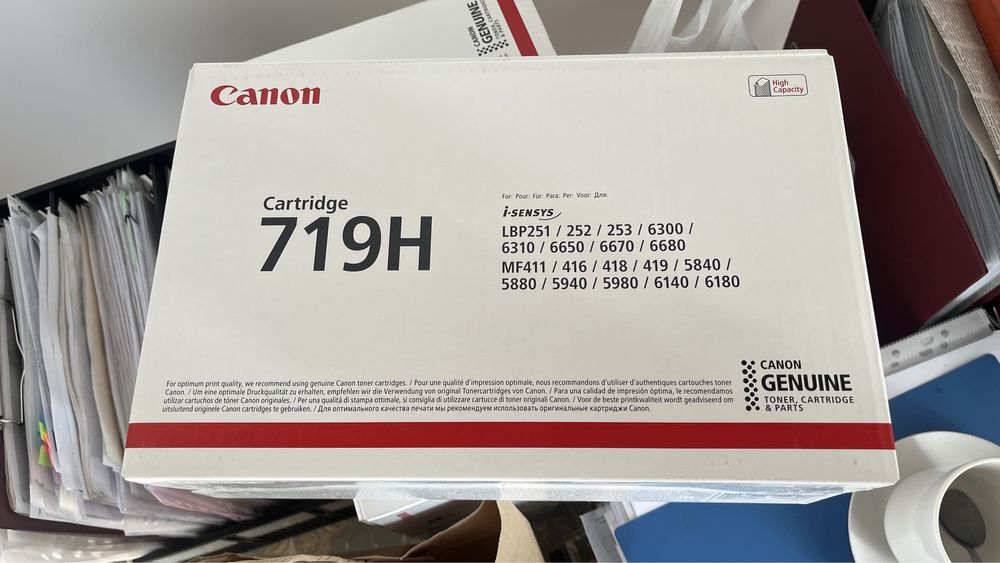 CANON
GENUINE
TONER, CARTRIDGE
& PARTS
Canon
High
Capacity
Cartridge
719H
For: Pour: Für: Para: Per: Voor: Для:
i-SENSYS
LBP251 / 252 / 253 / 6300 /
6310 / 6650 / 6670 / 6680
MF411 / 416 / 418 / 419 / 5840 /
5880 / 5940 / 5980 / 6140 / 6180
For optimum print quality, we recommend using genuine Canon toner cartridges. / Pour une qualité d'impression optimale, nous recommandons d'utiliser d'authentiques cartouches toner
Canon. / Um eine optimale Druckqualität zu erhalten, empfehlen wir die Verwendung von original Tonercartridges von Canon. / Para una calidad de impresión óptima, le recomendamos
utilizar cartuchos de tóner Canon originales. / Per una qualità di stampa ottimale, si consiglia di utilizzare cartucce di toner originali Canon. / Voor de beste printkwaliteit wordt geadviseerd om
uitsluitend originele Canon cartridges te gebruiken. / Для оптимального качества печати мы рекомендуем использовать оригинальные картриджи Canon.
CANON
GENUINE
TONER, CARTRIDGE
& PARTS